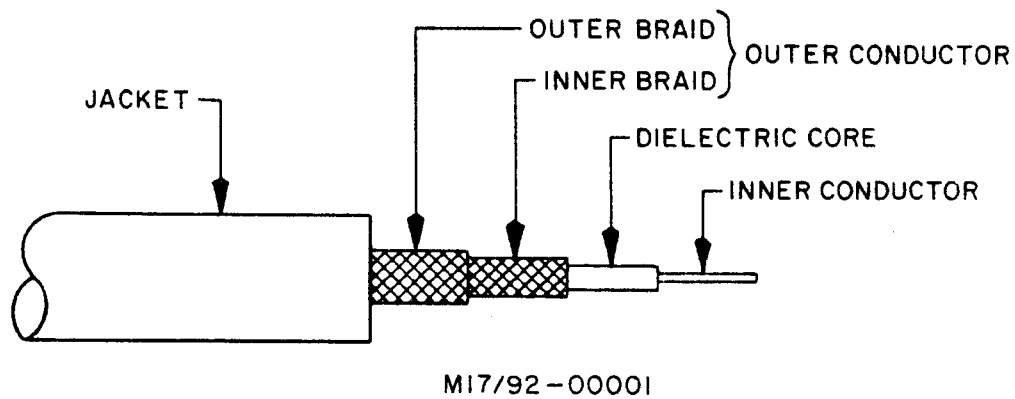 OUTER BRAID
INNER BRAID
OUTER CONDUCTOR
JACKET
DIELECTRIC CORE
INNER CONDUCTOR
M17/92-00001